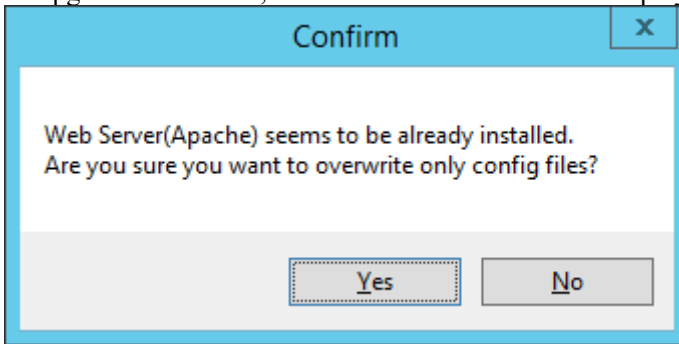 Confirm
x
Web Server(Apache) seems to be already installed.
Are you sure you want to overwrite only config files?
Yes
No